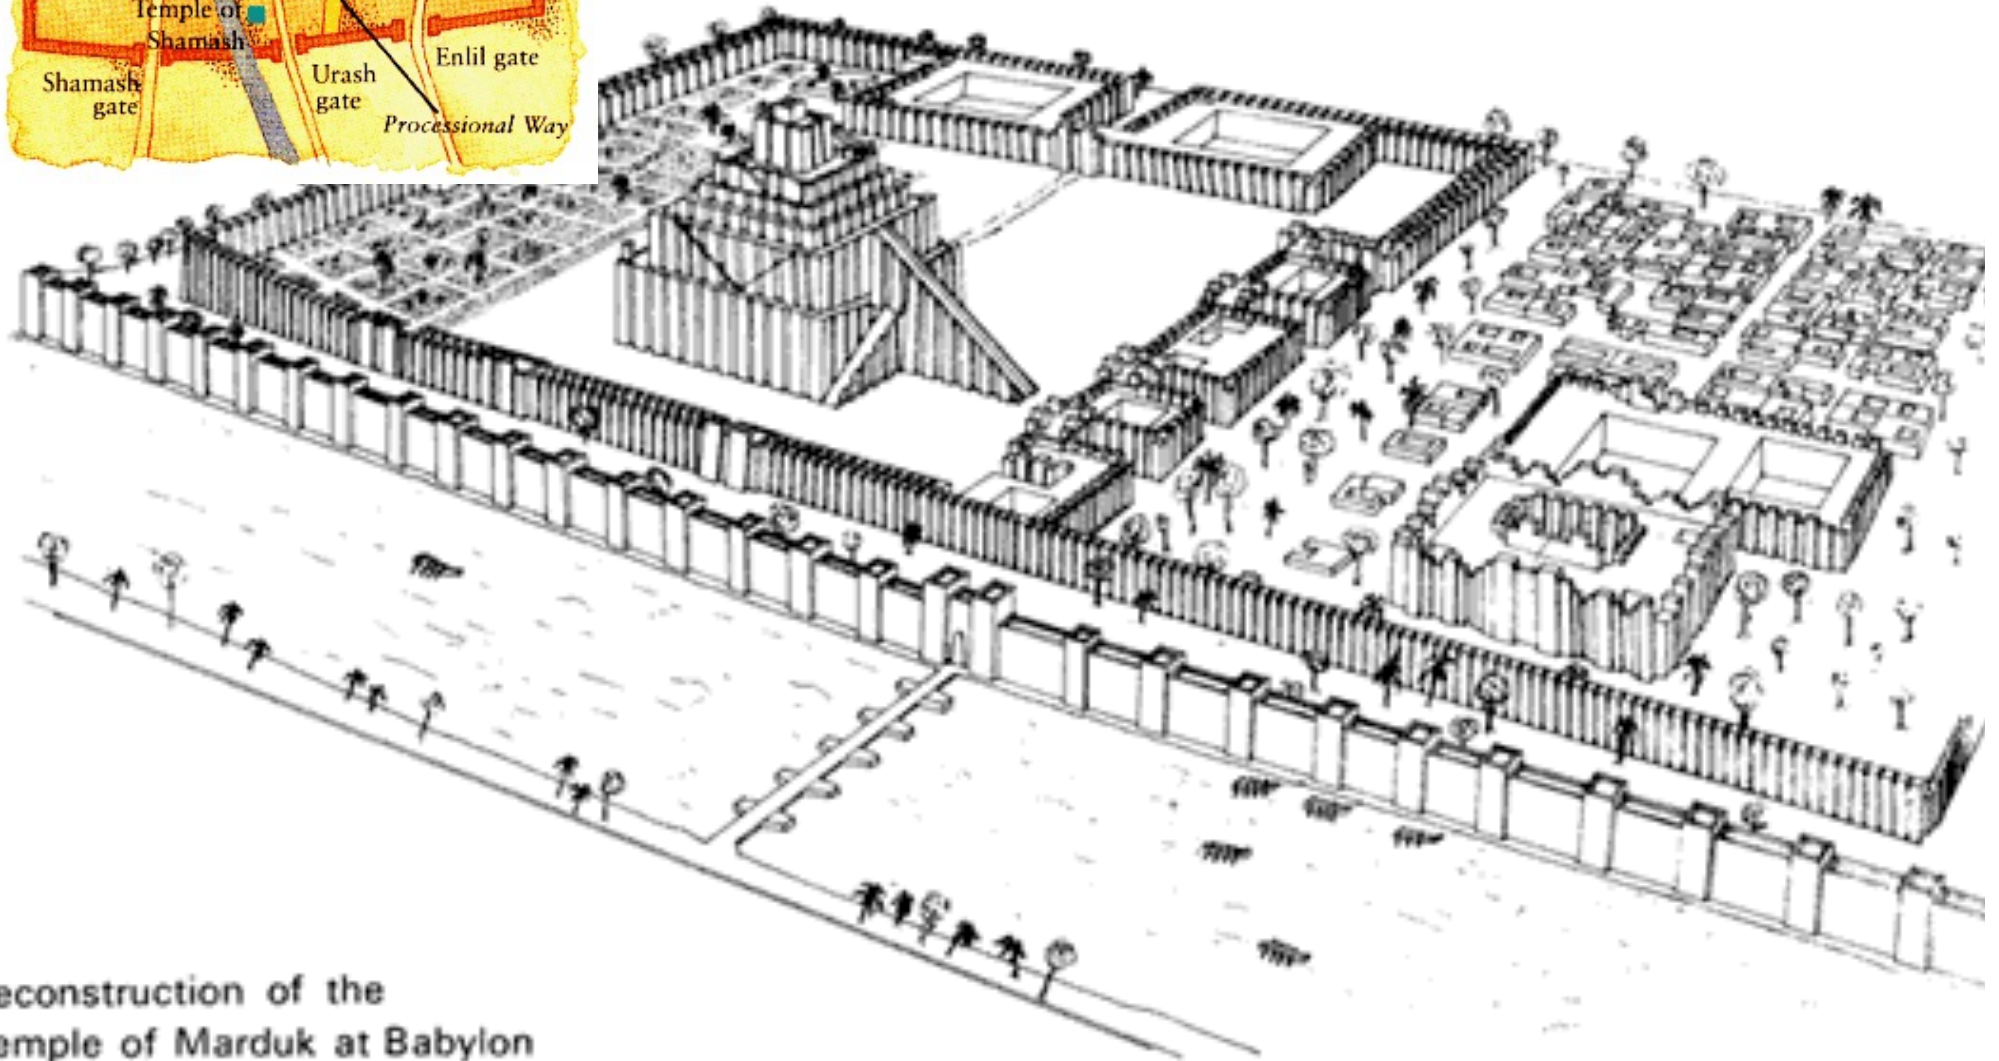 Temple of
Shamash
Shamash
gate
Urash
gate
Enlil gate
Processional Way
econstruction of the
emple of Marduk at Babylon